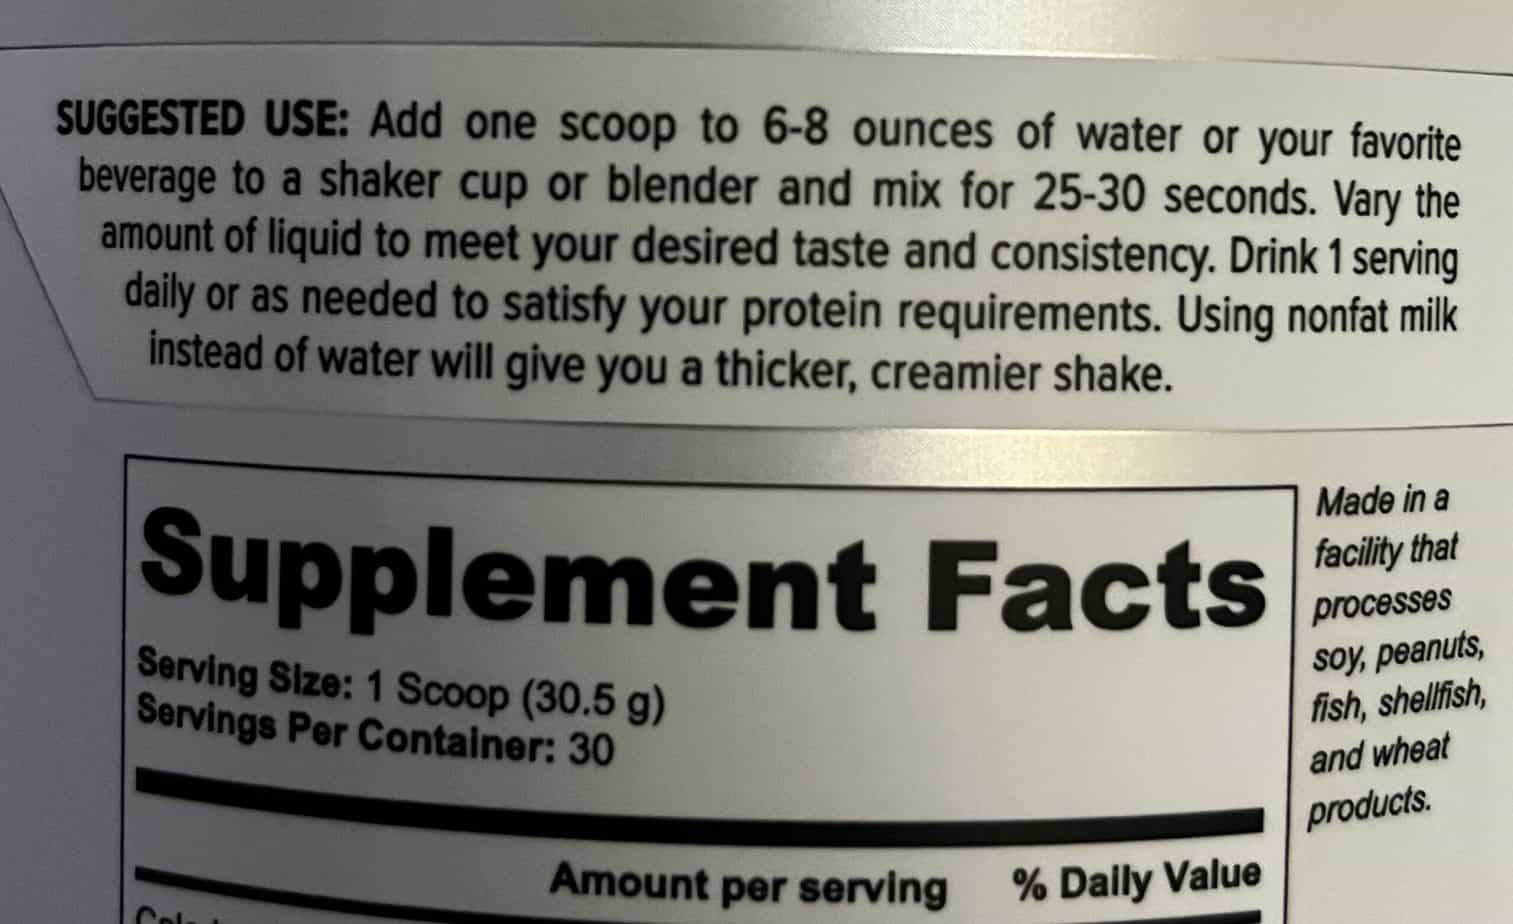 SUGGESTED USE: Add one scoop to 6-8 ounces of water or your favorite
beverage to a shaker cup or blender and mix for 25-30 seconds. Vary the
amount of liquid to meet your desired taste and consistency. Drink 1 serving
daily or as needed to satisfy your protein requirements. Using nonfat milk
instead of water will give you a thicker, creamier shake.
Supplement Facts
Serving Size: 1 Scoop (30.5 g)
Servings Per Container: 30
Amount per serving % Daily Value
Made in a
facility that
processes
soy, peanuts,
fish, shellfish,
and wheat
products.